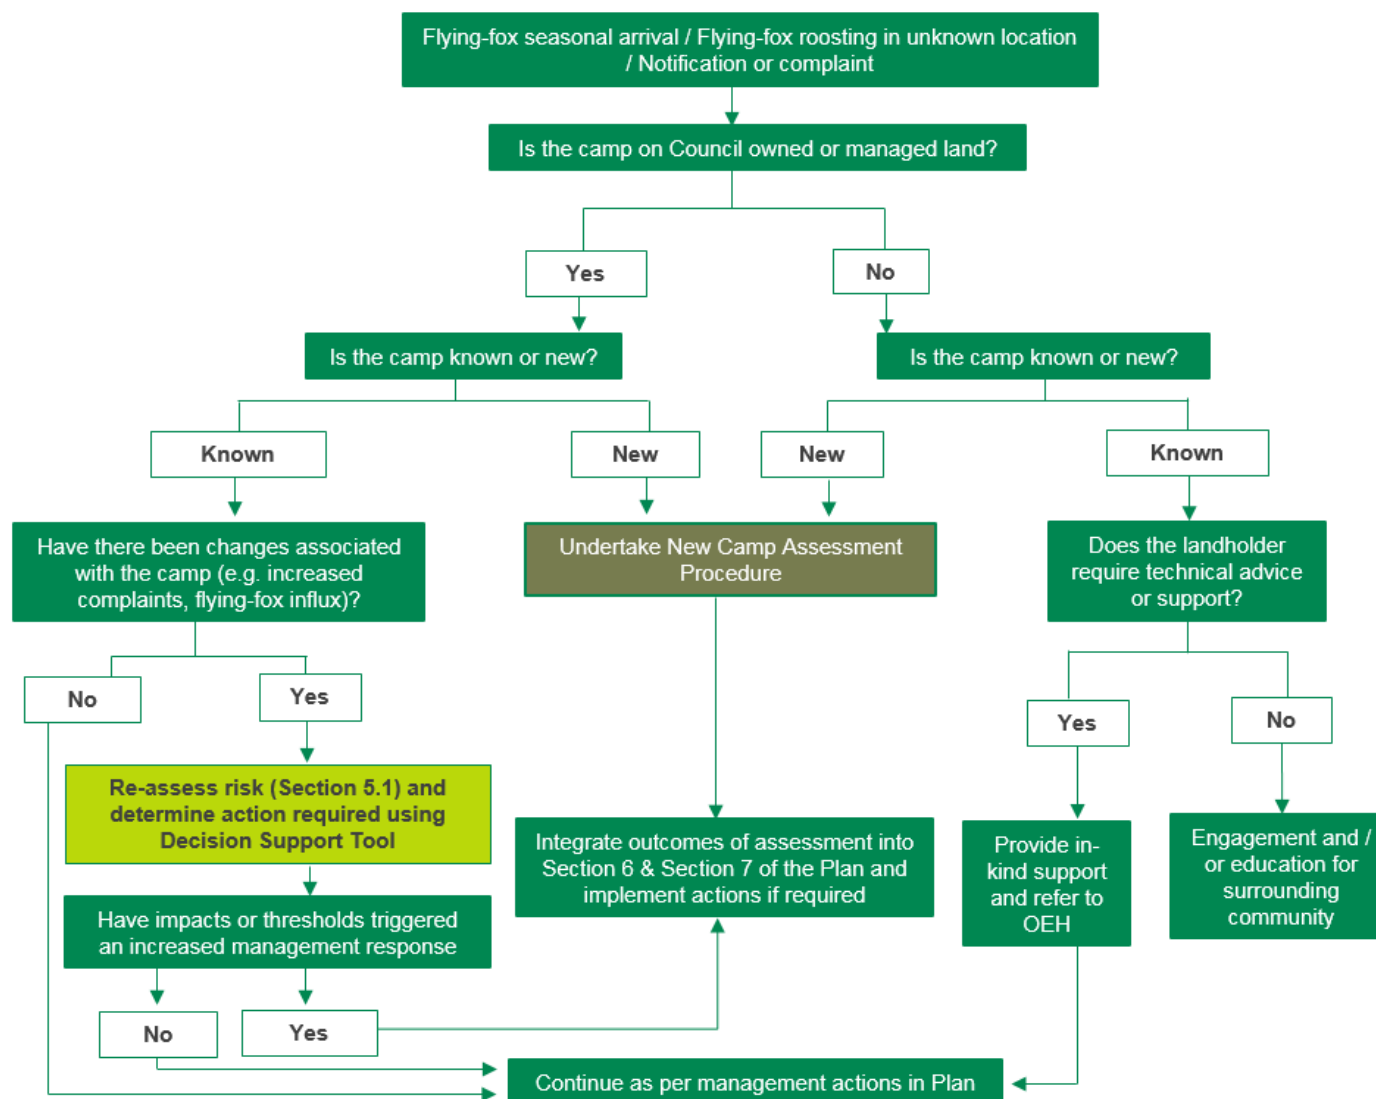 Flying-fox seasonal arrival / Flying-fox roosting in unknown location
/ Notification or complaint
Is the camp on Council owned or managed land?
Yes
No
Is the camp known or new?
Is the camp known or new?
Known
New
New
Known
Have there been changes associated
with the camp (e.g. increased
complaints, flying-fox influx)?
Undertake New Camp Assessment
Procedure
Does the landholder
require technical advice
or support?
No
Yes
Yes
No
Re-assess risk (Section 5.1) and
determine action required using
Decision Support Tool
Integrate outcomes of assessment into
Section 6 & Section 7 of the Plan and
implement actions if required
Provide in-
kind support
and refer to
OEH
Engagement and /
or education for
surrounding
community
Have impacts or thresholds triggered
an increased management response
No
Yes
Continue as per management actions in Plan